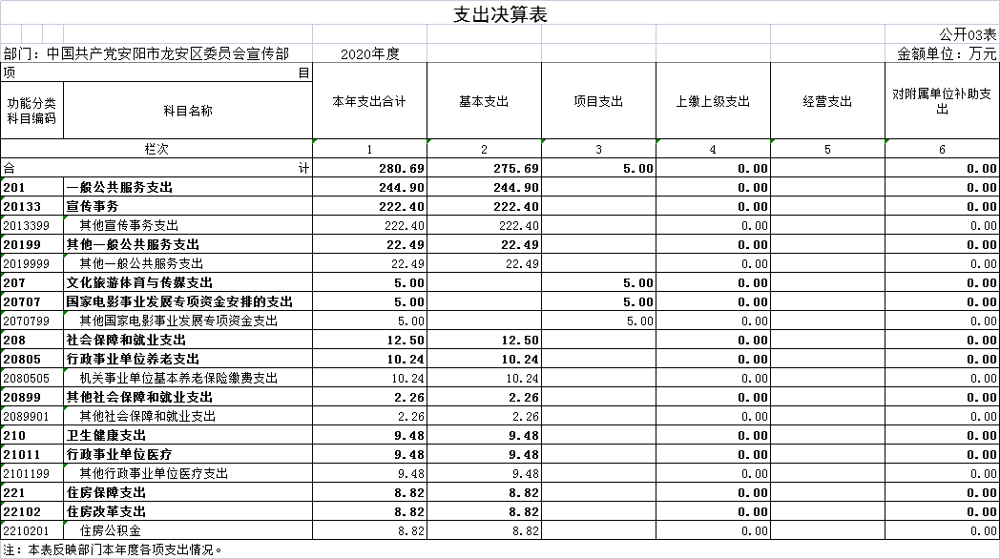 支出决算表
公开03表
部门：中国共产党安阳市龙安区委员会宣传部 2020年度 金额单位：万元
项 目
功能分类科目编码 科目名称 本年支出合计 基本支出 项目支出 上缴上级支出 经营支出 对附属单位补助支出
栏次 1 2 3 4 5 6
合 计 280.69 275.69 5.00 0.00 0.00
201 一般公共服务支出 244.90 244.90 0.00 0.00
20133 宣传事务 222.40 222.40 0.00 0.00
2013399 其他宣传事务支出 222.40 222.40 0.00 0.00
20199 其他一般公共服务支出 22.49 22.49 0.00 0.00
2019999 其他一般公共服务支出 22.49 22.49 0.00 0.00
207 文化旅游体育与传媒支出 5.00 5.00 0.00 0.00
20707 国家电影事业发展专项资金安排的支出 5.00 5.00 0.00 0.00
2070799 其他国家电影事业发展专项资金支出 5.00 5.00 0.00 0.00
208 社会保障和就业支出 12.50 12.50 0.00 0.00
20805 行政事业单位养老支出 10.24 10.24 0.00 0.00
2080505 机关事业单位基本养老保险缴费支出 10.24 10.24 0.00 0.00
20899 其他社会保障和就业支出 2.26 2.26 0.00 0.00
2089901 其他社会保障和就业支出 2.26 2.26 0.00 0.00
210 卫生健康支出 9.48 9.48 0.00 0.00
21011 行政事业单位医疗 9.48 9.48 0.00 0.00
2101199 其他行政事业单位医疗支出 9.48 9.48 0.00 0.00
221 住房保障支出 8.82 8.82 0.00 0.00
22102 住房改革支出 8.82 8.82 0.00 0.00
2210201 住房公积金 8.82 8.82 0.00 0.00
注：本表反映部门本年度各项支出情况。